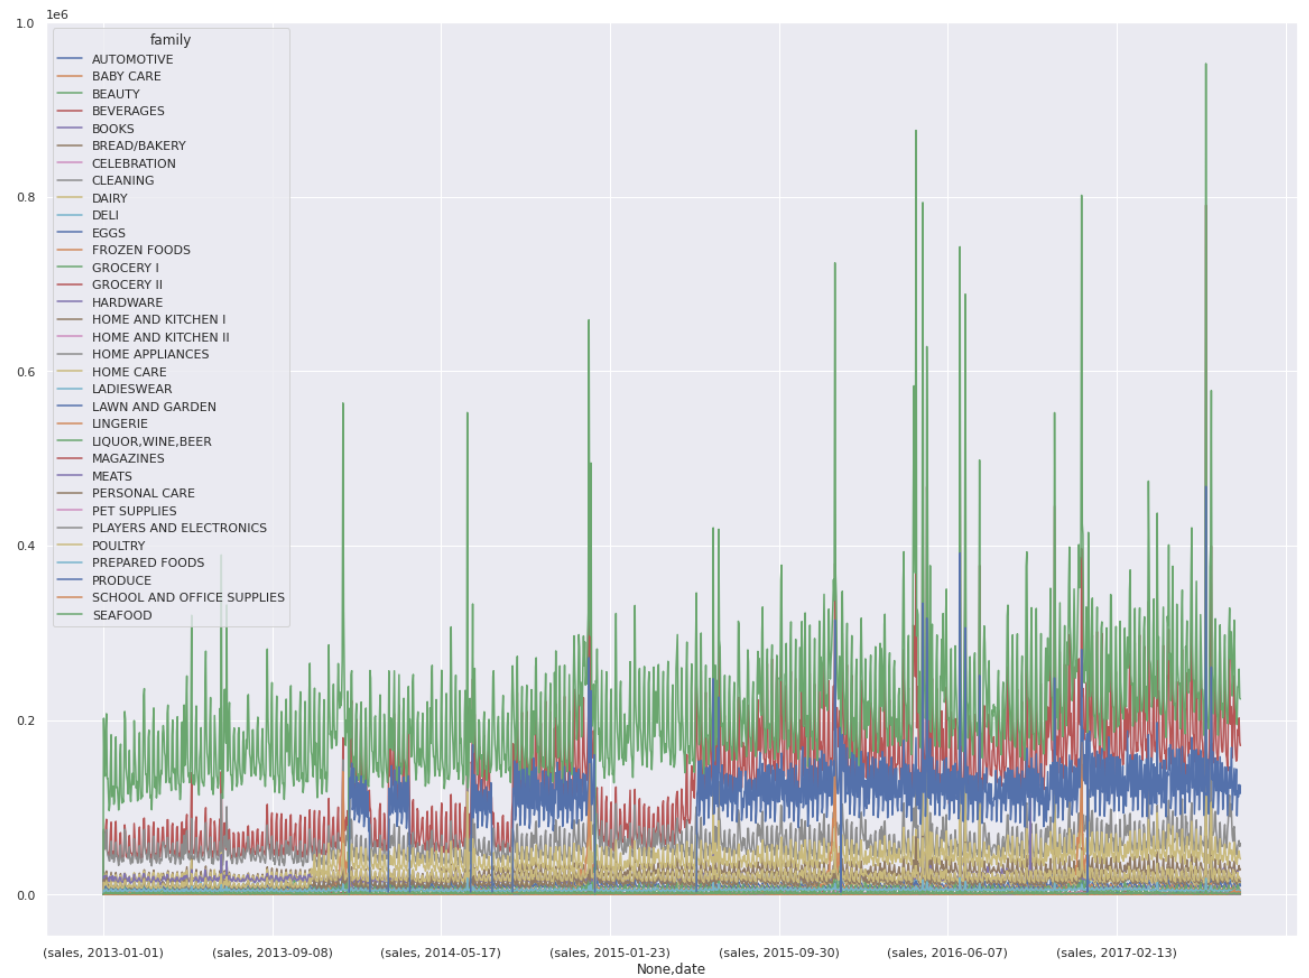 1e6
1.0
0.8
0.6
0.4
0.2
0.0
family
AUTOMOTIVE
BABY CARE
BEAUTY
BEVERAGES
BOOKS
BREAD/BAKERY
CELEBRATION
CLEANING
DAIRY
DELI
EGGS
FROZEN FOODS
GROCERY I
GROCERY II
HARDWARE
HOME AND KITCHEN I
HOME AND KITCHEN II
HOME APPLIANCES
HOME CARE
LADIESWEAR
LAWN AND GARDEN
LINGERIE
LIQUOR,WINE,BEER
MAGAZINES
MEATS
PERSONAL CARE
PET SUPPLIES
PLAYERS AND ELECTRONICS
POULTRY
PREPARED FOODS
PRODUCE
SCHOOL AND OFFICE SUPPLIES
SEAFOOD
(sales, 2013-01-01) (sales, 2013-09-08) (sales, 2014-05-17) (sales, 2015-01-23) (sales, 2015-09-30) (sales, 2016-06-07) (sales, 2017-02-13)
None,date